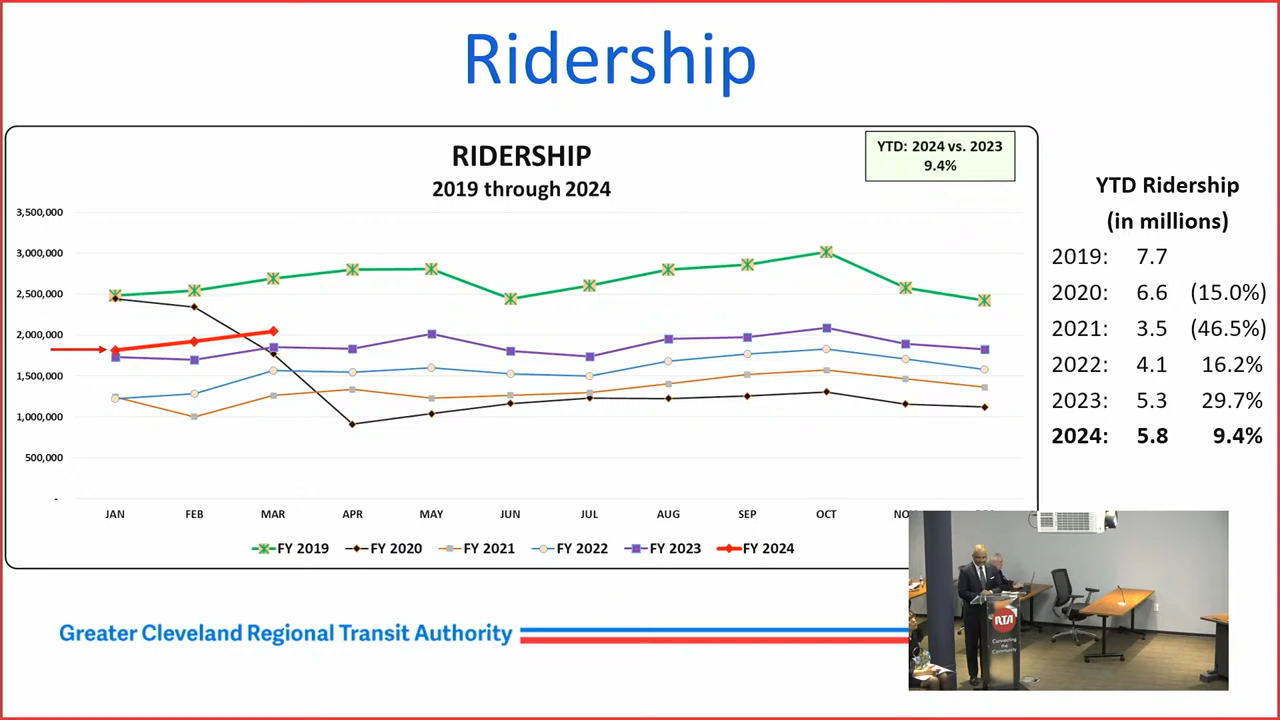 Ridership
RIDERSHIP
2019 through 2024
YTD: 2024 vs. 2023
9.4%
3,500,000
3,000,000
2,500,000
2,000,000
1,500,000
1,000,000
500,000
-
JAN FEB MAR APR MAY JUN JUL AUG SEP OCT
FY 2019 FY 2020 FY 2021 FY 2022 FY 2023 FY 2024
YTD Ridership
(in millions)
2019: 7.7
2020: 6.6 (15.0%)
2021: 3.5 (46.5%)
2022: 4.1 16.2%
2023: 5.3 29.7%
2024: 5.8 9.4%
Greater Cleveland Regional Transit Authority
RTA
Connecting
the
Community